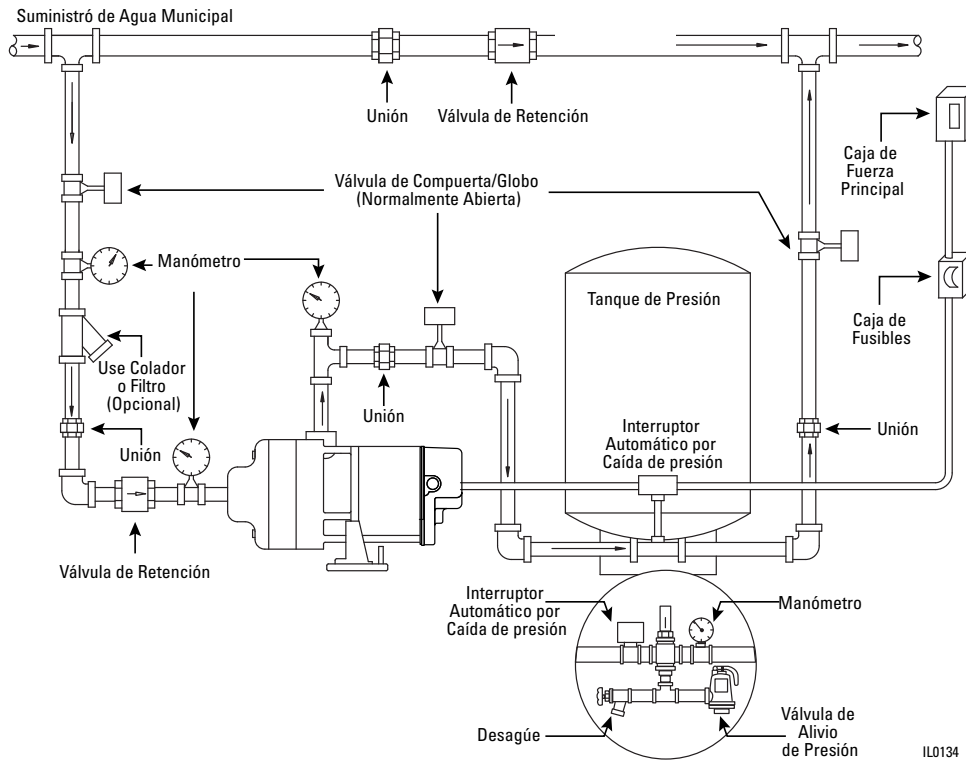 Suministró de Agua Municipal
Unión
Válvula de Retención
Caja de
Fuerza
Principal
Válvula de Compuerta/Globo
(Normalmente Abierta)
Manómetro
Tanque de Presión
Caja de
Fusibles
Use Colador
o Filtro
(Opcional)
Unión
Unión
Interruptor
Automático por
Caída de presión
Unión
Válvula de Retención
Interruptor
Automático por
Caída de presión
Manómetro
Desagúe
Válvula de
Alivio
de Presión
IL0134